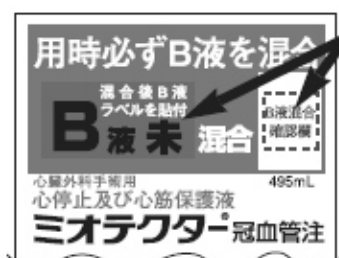 用時必ずB液を混合
混合後B液
ラベルを貼付
B液未混合
B液混合
確認欄
心臓外科手術用
495mL
心停止及び心筋保護液
ミオテクター冠血管注